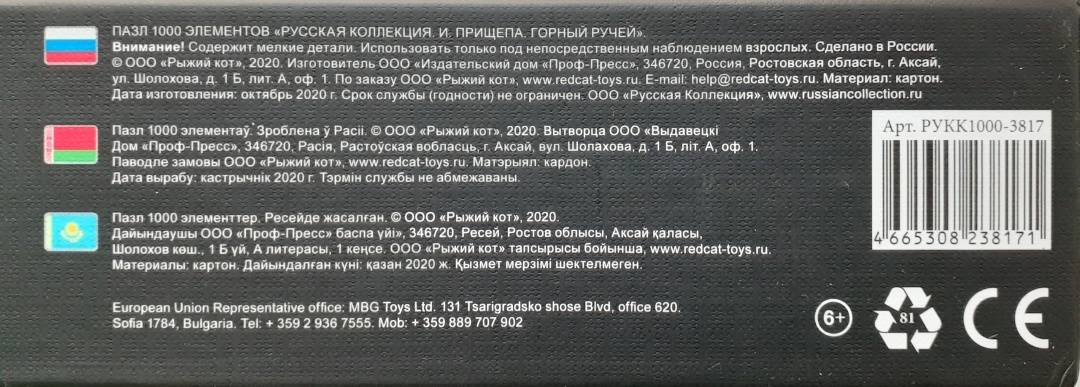 ПАЗЛ 1000 ЭЛЕМЕНТОВ «РУССКАЯ КОЛЛЕКЦИЯ. И. ПРИЩЕПА. ГОРНЫЙ РУЧЕЙ».
Внимание! Содержит мелкие детали. Использовать только под непосредственным наблюдением взрослых. Сделано в России.
© ООО «Рыжий кот», 2020. Изготовитель ООО «Издательский дом «Проф-Пресс», 346720, Россия, Ростовская область, г. Аксай,
ул. Шолохова, д. 1 Б, лит. А, оф. 1. По заказу ООО «Рыжий кот», www.redcat-toys.ru. E-mail: help@redcat-toys.ru. Материал: картон.
Дата изготовления: октябрь 2020 г. Срок службы (годности) не ограничен. ООО «Русская Коллекция», www.russiancollection.ru
Пазл 1000 элементаў. Зроблена ў Расіі. © ООО «Рыжий кот», 2020. Вытворца ООО «Выдавецкі
Дом «Проф-Пресс», 346720, Расія, Растоўская вобласць, г. Аксай, вул. Шолахова, д. 1 Б, літ. А, оф. 1.
Паводле замовы ООО «Рыжий кот», www.redcat-toys.ru. Матэрыял: кардон.
Дата вырабу: кастрычнік 2020 г. Тэрмін службы не абмежаваны.
Пазл 1000 элементтер. Ресейде жасалған. © ООО «Рыжий кот», 2020.
Дайындаушы ООО «Проф-Пресс» баспа үйі», 346720, Ресей, Ростов облысы, Аксай қаласы,
Шолохов көш., 1 Б үй, А литерасы, 1 кеңсе. ООО «Рыжий кот» тапсырысы бойынша, www.redcat-toys.ru.
Материалы: картон. Дайындалған күні: қазан 2020 ж. Қызмет мерзімі шектелмеген.
European Union Representative office: MBG Toys Ltd. 131 Tsarigradsko shose Blvd, office 620.
Sofia 1784, Bulgaria. Tel: + 359 2 936 7555. Mob: + 359 889 707 902
Арт. РУКК1000-3817
4 665308 238171
6+
81
CE